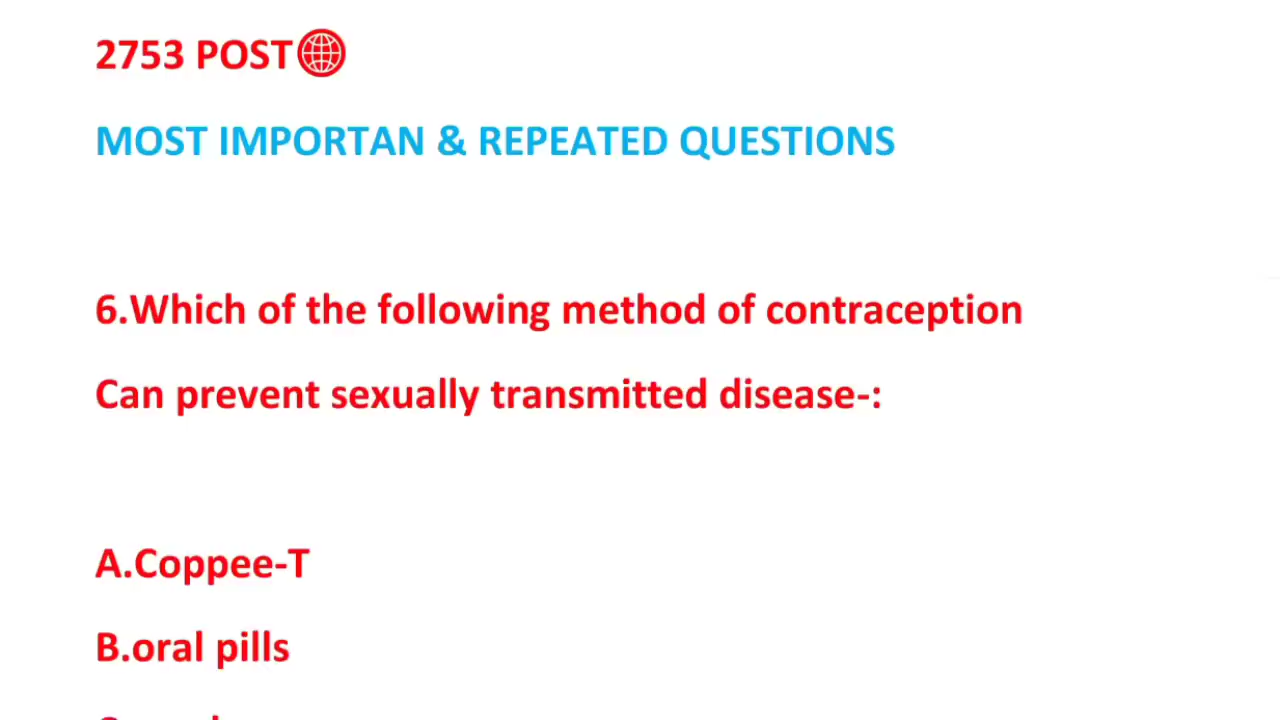 2753 POST
MOST IMPORTAN & REPEATED QUESTIONS
6.Which of the following method of contraception
Can prevent sexually transmitted disease-:
A.Coppee-T
B.oral pills